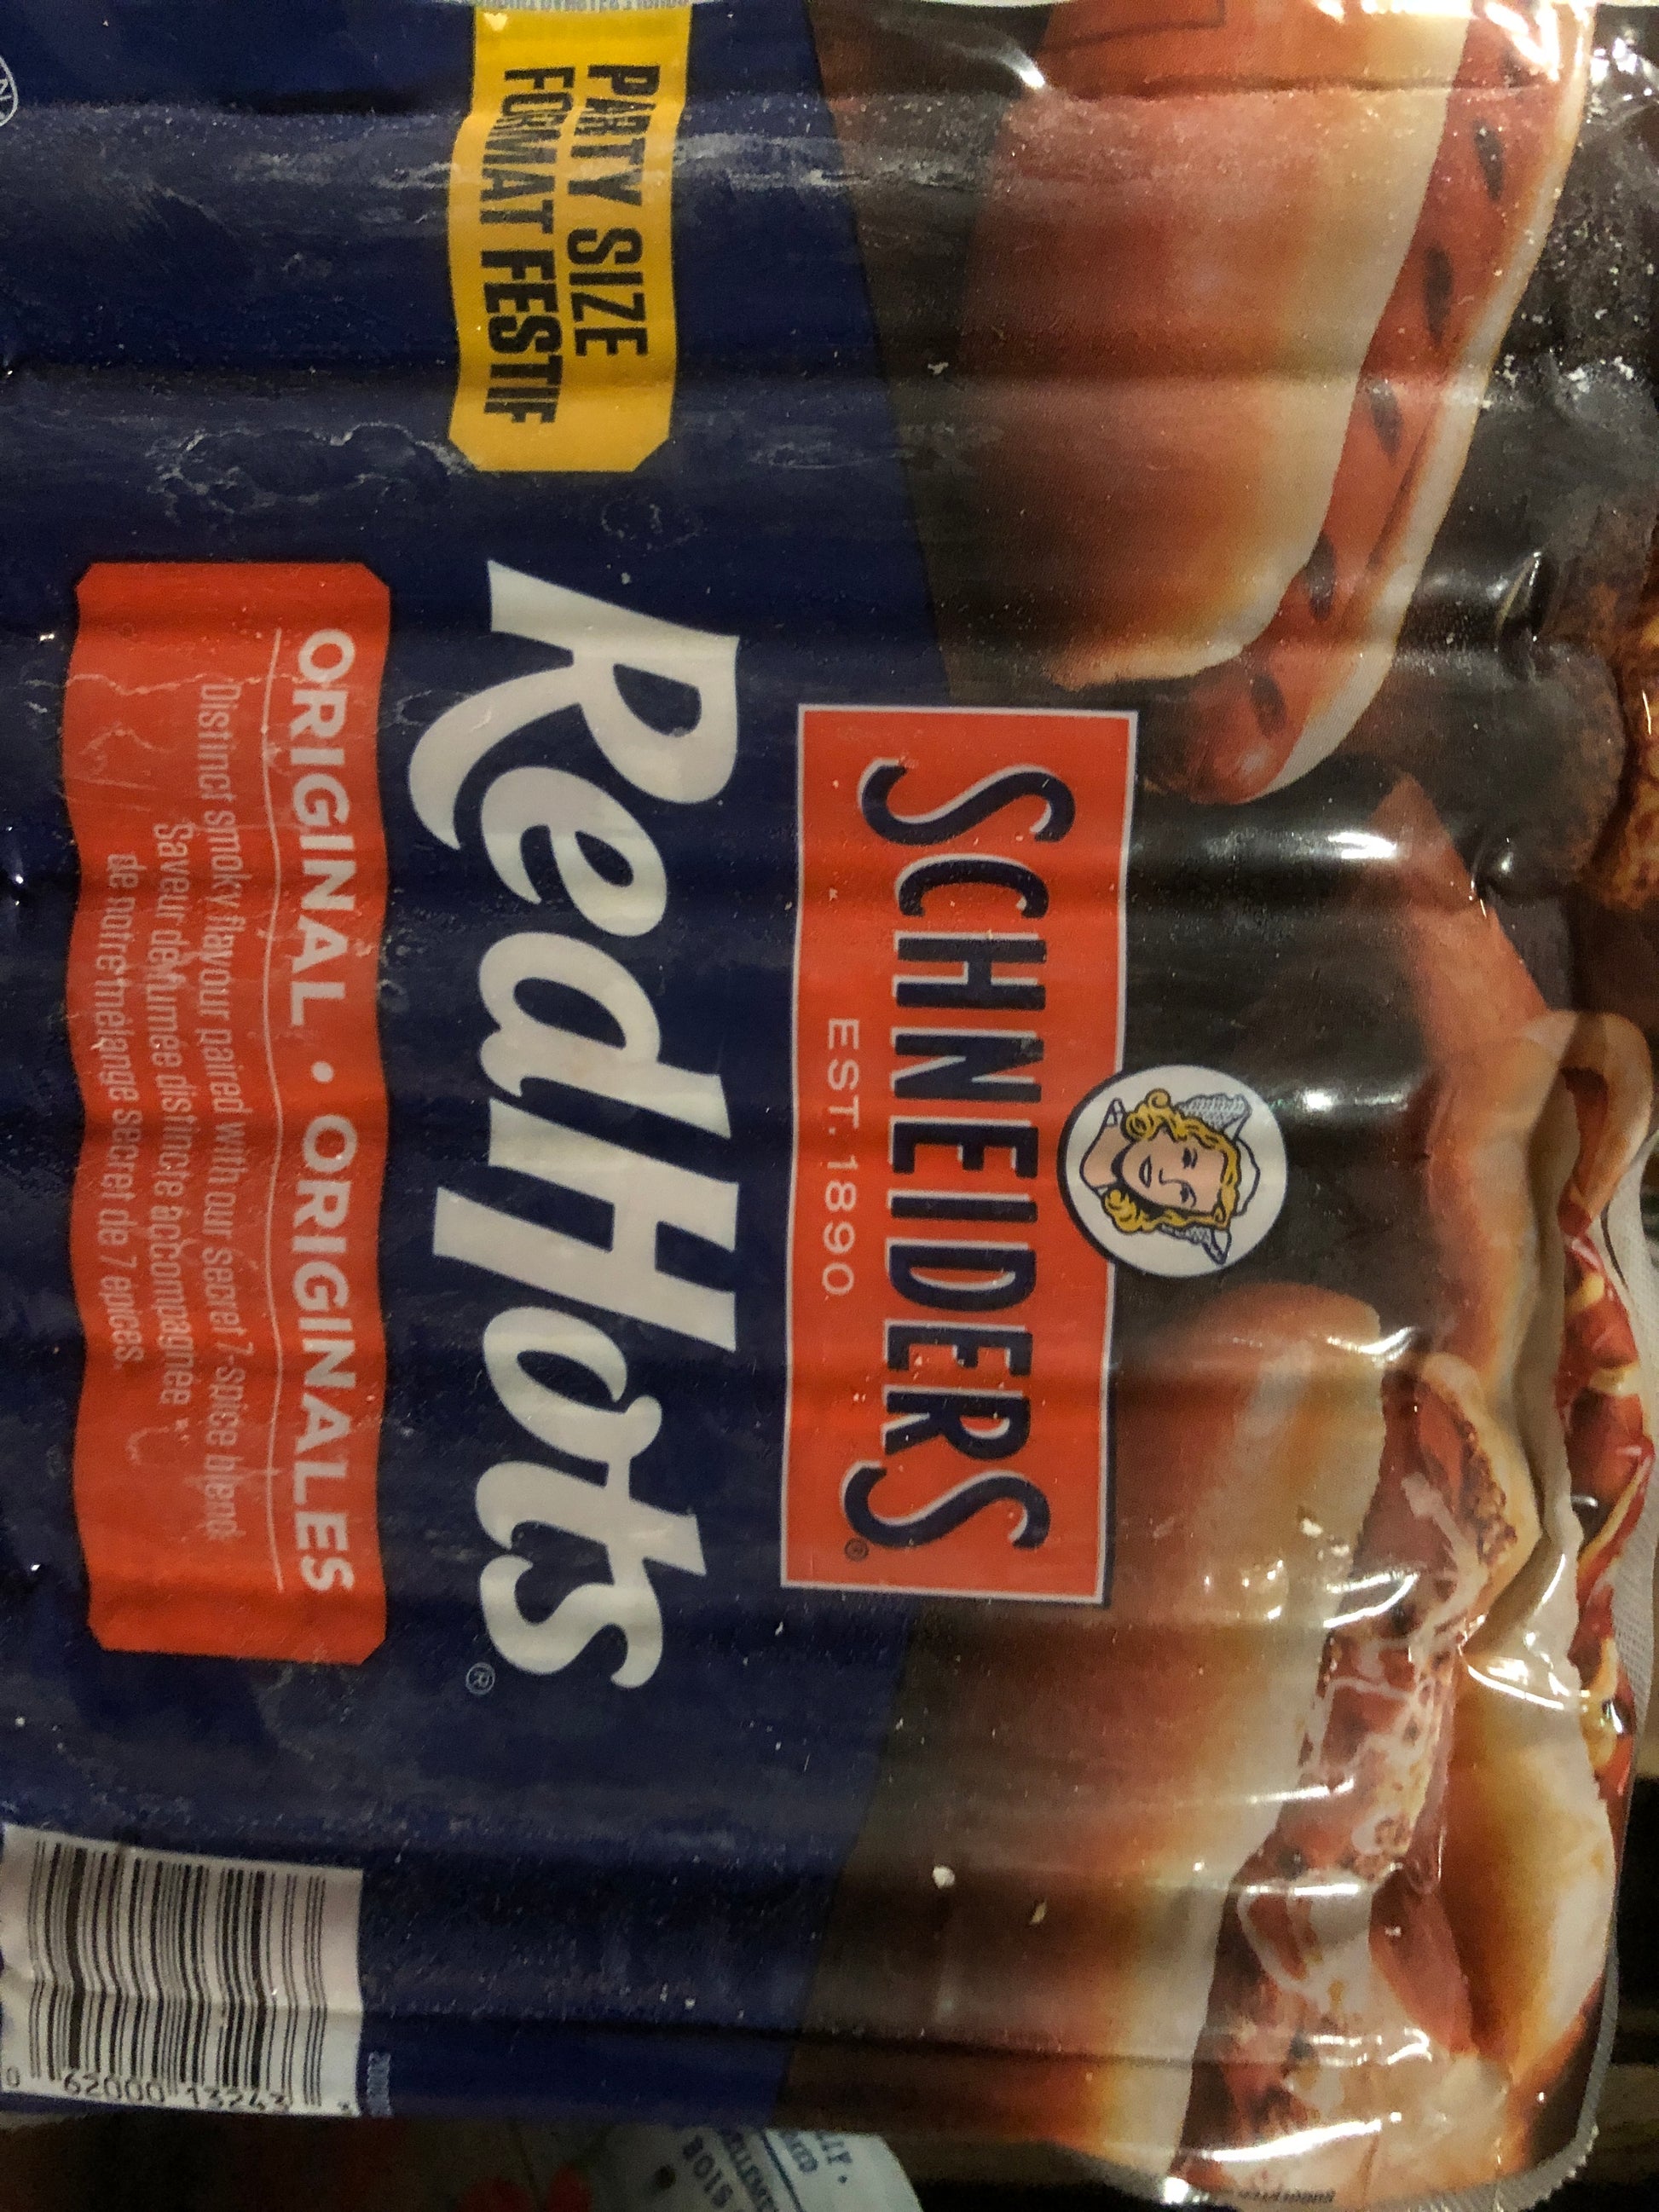 SCHNEIDERS®
EST. 1890
RedHots®
PARTY SIZE
FORMAT FESTIF
ORIGINAL • ORIGINALES
Distinct smoky flavour paired with our secret 7-spice blend.
Saveur de fumée distincte accompagnée
de notre mélange secret de 7 épices.
0 62000 13243
BOIS